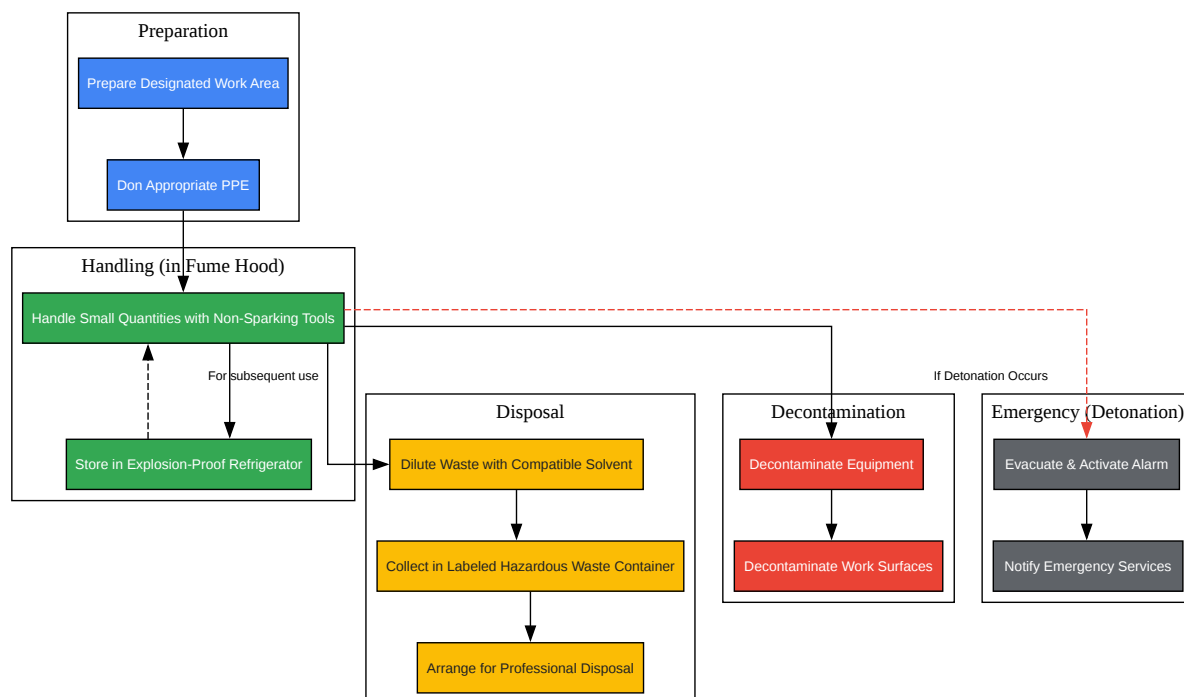 Preparation
Prepare Designated Work Area
Don Appropriate PPE
Handling (in Fume Hood)
Handle Small Quantities with Non-Sparking Tools
For subsequent use
If Detonation Occurs
Store in Explosion-Proof Refrigerator
Disposal
Dilute Waste with Compatible Solvent
Collect in Labeled Hazardous Waste Container
Arrange for Professional Disposal
Decontamination
Decontaminate Equipment
Decontaminate Work Surfaces
Emergency (Detonation)
Evacuate & Activate Alarm
Notify Emergency Services